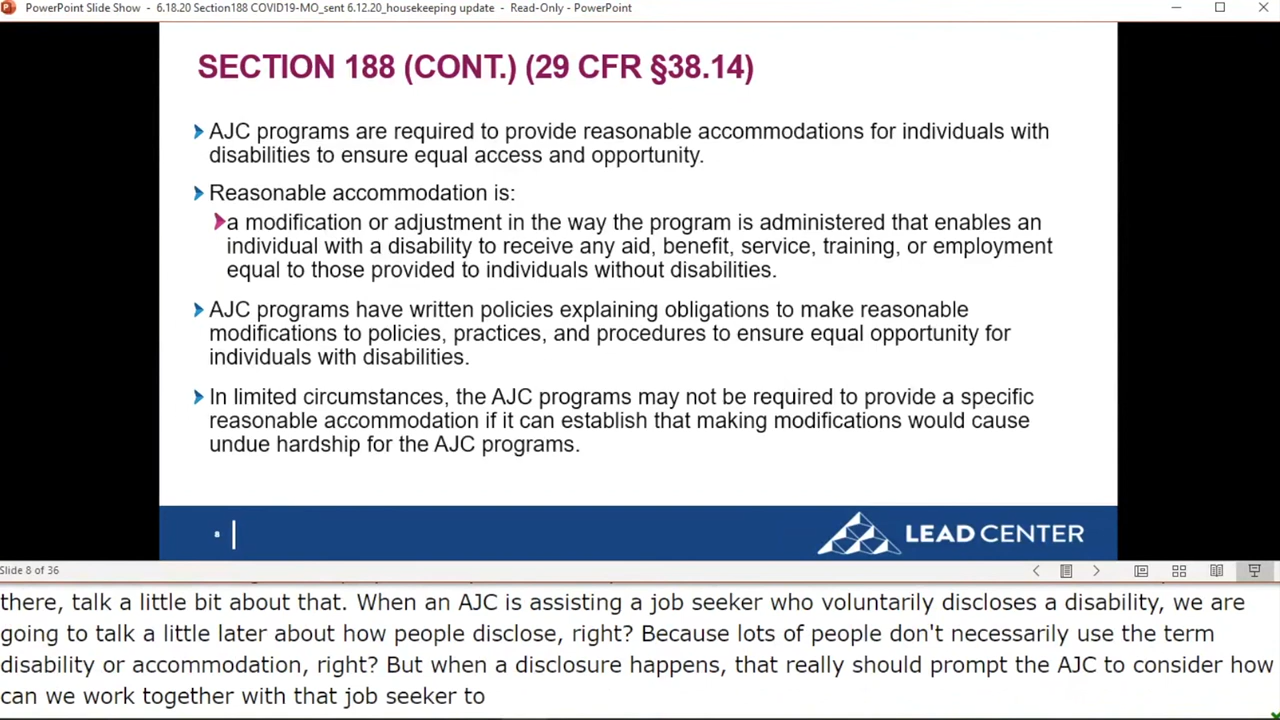 PowerPoint Slide Show - 6.18.20 Section188 COVID19-MO_sent 6.12.20_housekeeping update - Read-Only - PowerPoint
SECTION 188 (CONT.) (29 CFR §38.14)
AJC programs are required to provide reasonable accommodations for individuals with
disabilities to ensure equal access and opportunity.
Reasonable accommodation is:
a modification or adjustment in the way the program is administered that enables an
individual with a disability to receive any aid, benefit, service, training, or employment
equal to those provided to individuals without disabilities.
AJC programs have written policies explaining obligations to make reasonable
modifications to policies, practices, and procedures to ensure equal opportunity for
individuals with disabilities.
In limited circumstances, the AJC programs may not be required to provide a specific
reasonable accommodation if it can establish that making modifications would cause
undue hardship for the AJC programs.
8
LEAD CENTER
Slide 8 of 36
there, talk a little bit about that. When an AJC is assisting a job seeker who voluntarily discloses a disability, we are
going to talk a little later about how people disclose, right? Because lots of people don't necessarily use the term
disability or accommodation, right? But when a disclosure happens, that really should prompt the AJC to consider how
can we work together with that job seeker to